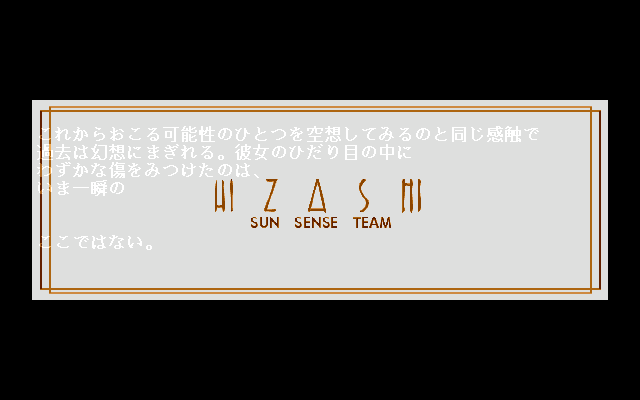 これからおこる可能性のひとつを空想してみるのと同じ感触で
過去は幻想にまぎれる。彼女のひだり目の中に
わずかな傷をみつけたのは、
いま一瞬の
HIZASHI
SUN SENSE TEAM
ここではない。